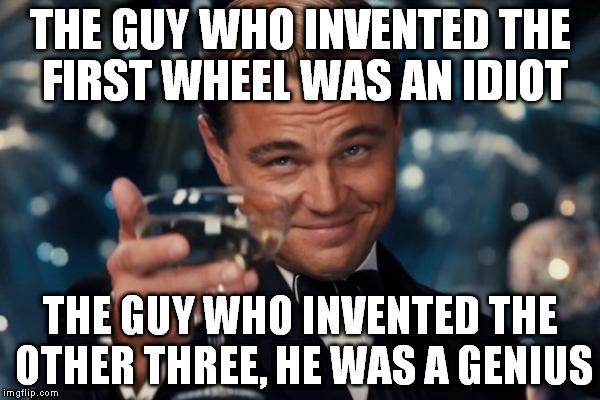 THE GUY WHO INVENTED THE
FIRST WHEEL WAS AN IDIOT
THE GUY WHO INVENTED THE
OTHER THREE, HE WAS A GENIUS
imgflip.com